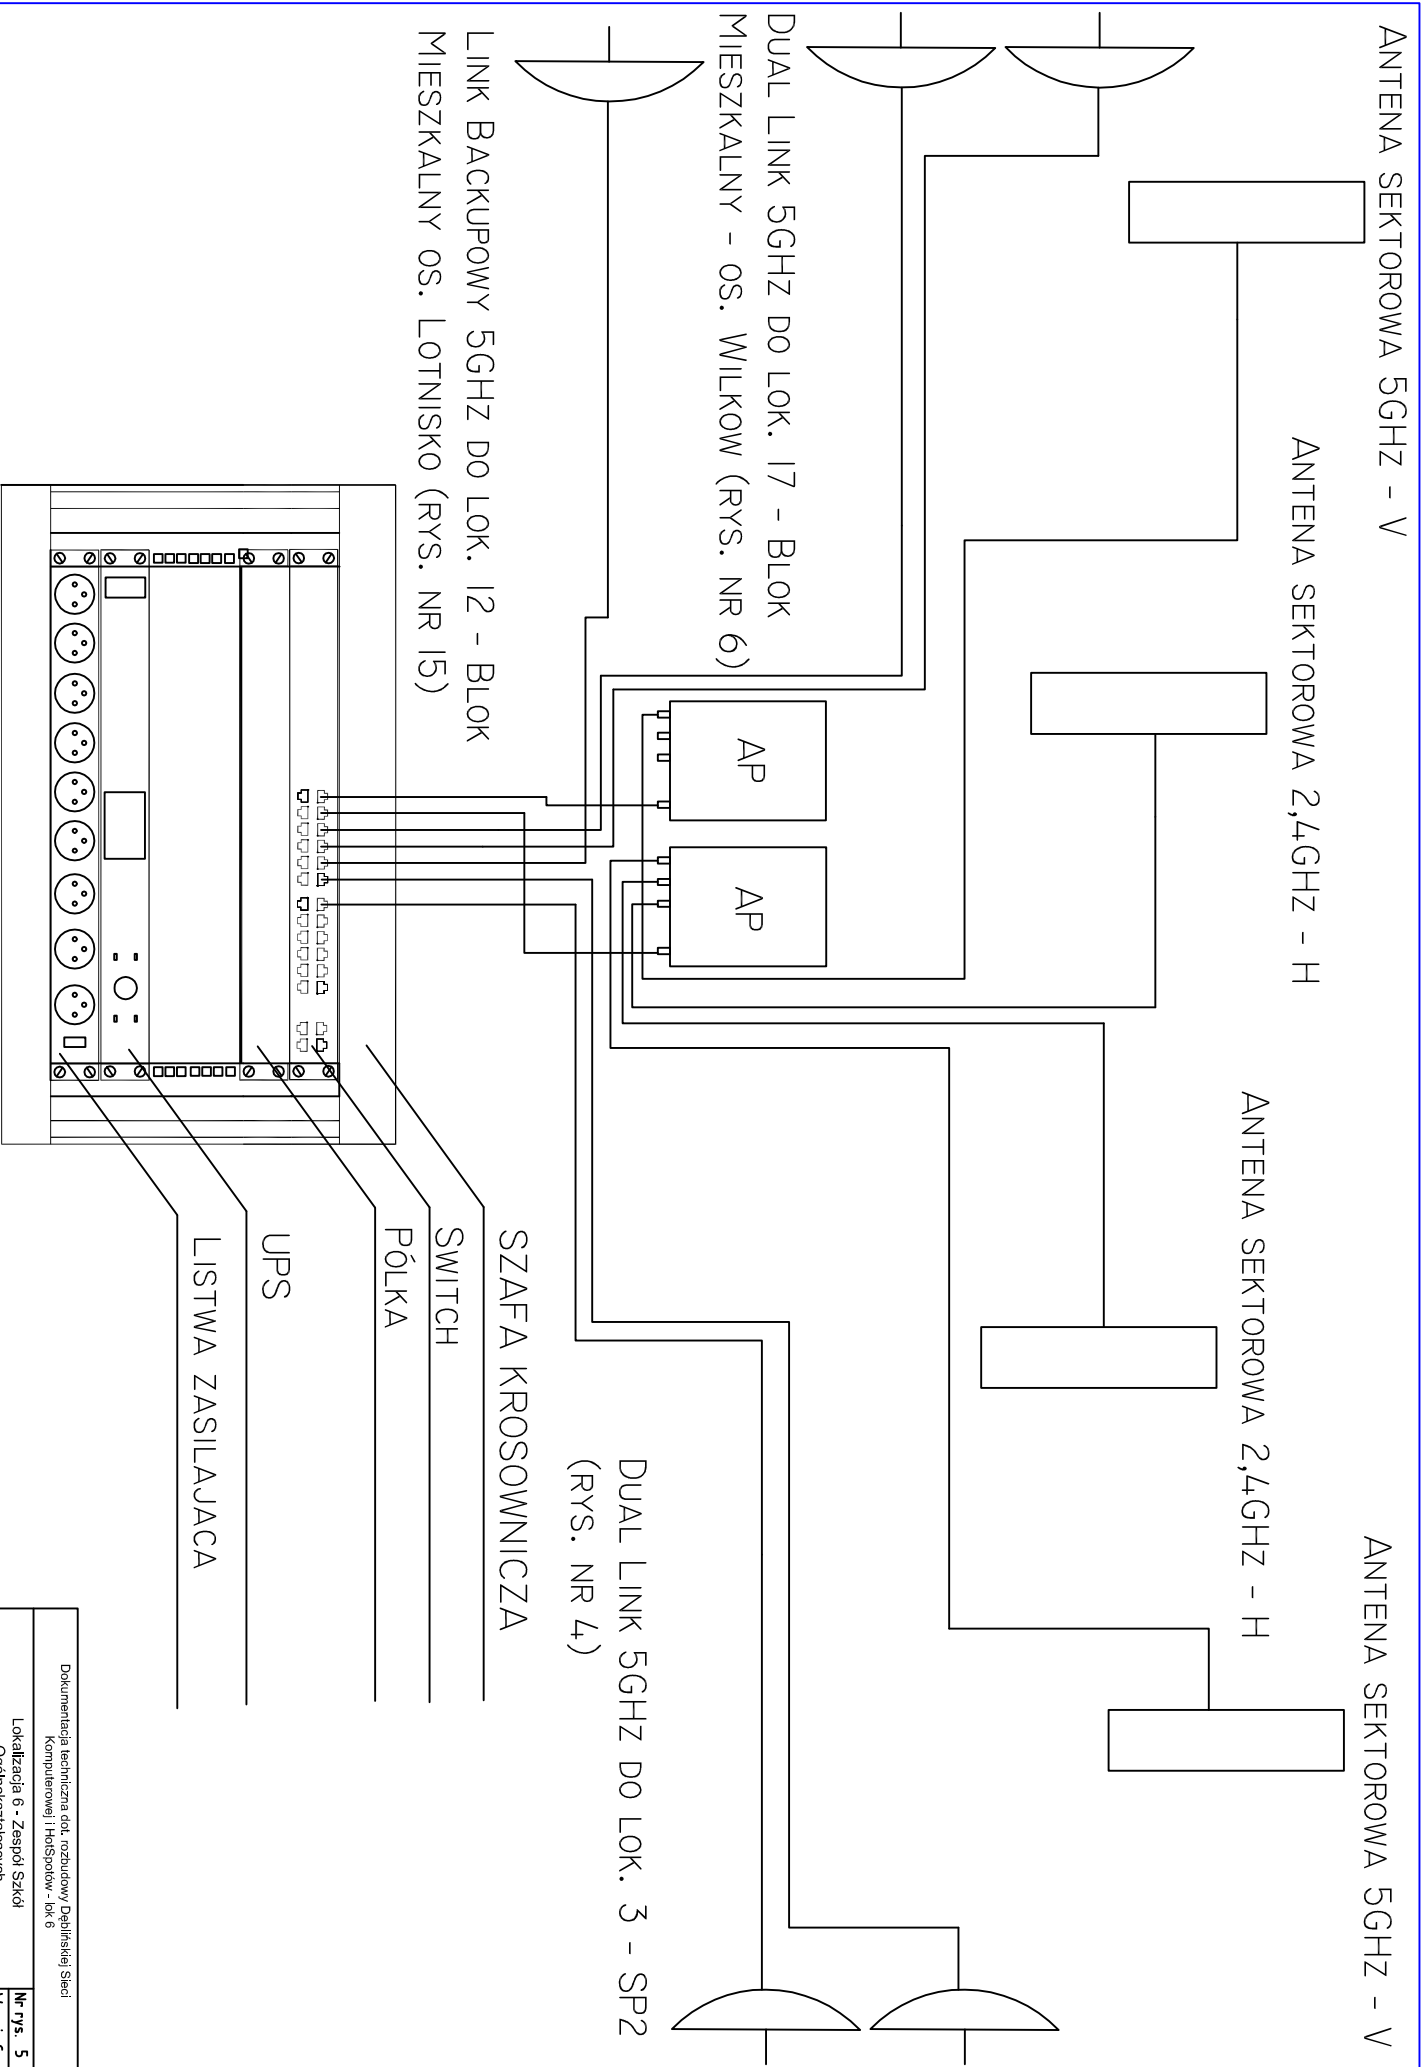 ANTENA SEKTOROWA 5GHZ - V
ANTENA SEKTOROWA 2,4GHZ - H
ANTENA SEKTOROWA 2,4GHZ - H
ANTENA SEKTOROWA 5GHZ - V
DUAL LINK 5GHZ DO LOK. 17 - BLOK
MIESZKALNY - OS. WILKOW (RYS. NR 6)
AP
AP
LINK BACKUPOWY 5GHZ DO LOK. 12 - BLOK
MIESZKALNY OS. LOTNISKO (RYS. NR 15)
DUAL LINK 5GHZ DO LOK. 3 - SP2
(RYS. NR 4)
SZAFA KROSOWNICZA
SWITCH
PÓLKA
UPS
LISTWA ZASILAJACA
Dokumentacja techniczna dot. rozbudowy Dęblińskiej Sieci
Komputerowej i HotSpotów - lok 6
Lokalizacja 6 - Zespół Szkół
Nr rys. 5